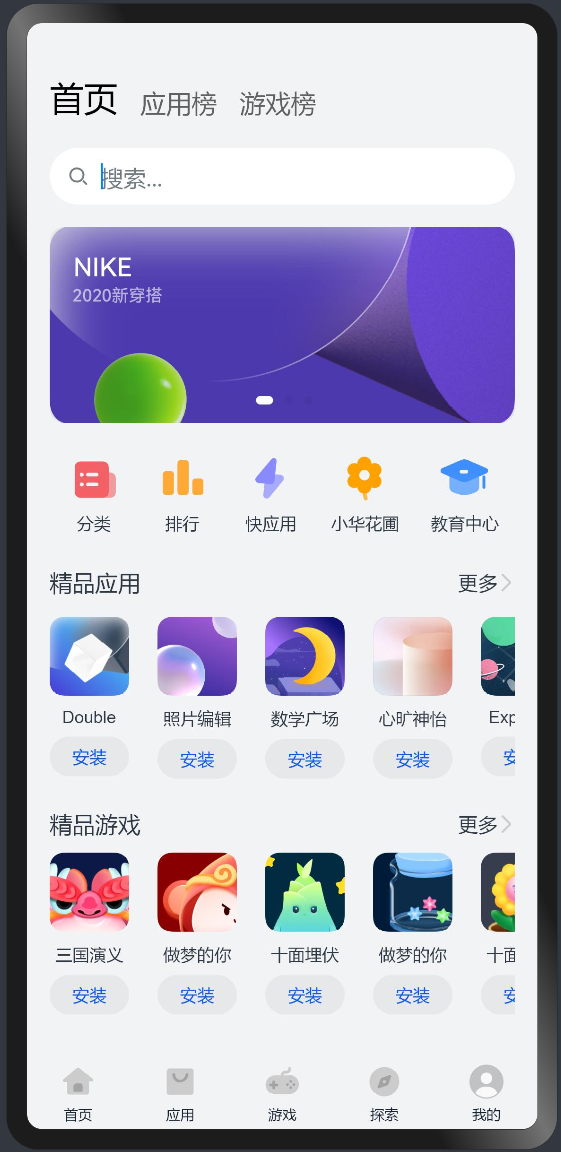 首页 应用榜 游戏榜
搜索...
NIKE
2020新穿搭
分类 排行 快应用 小华花圃 教育中心
精品应用 更多
Double 照片编辑 数学广场 心旷神怡 Exp
安装 安装 安装 安装 安
精品游戏 更多
三国演义 做梦的你 十面埋伏 做梦的你 十面
安装 安装 安装 安装 安
首页 应用 游戏 探索 我的